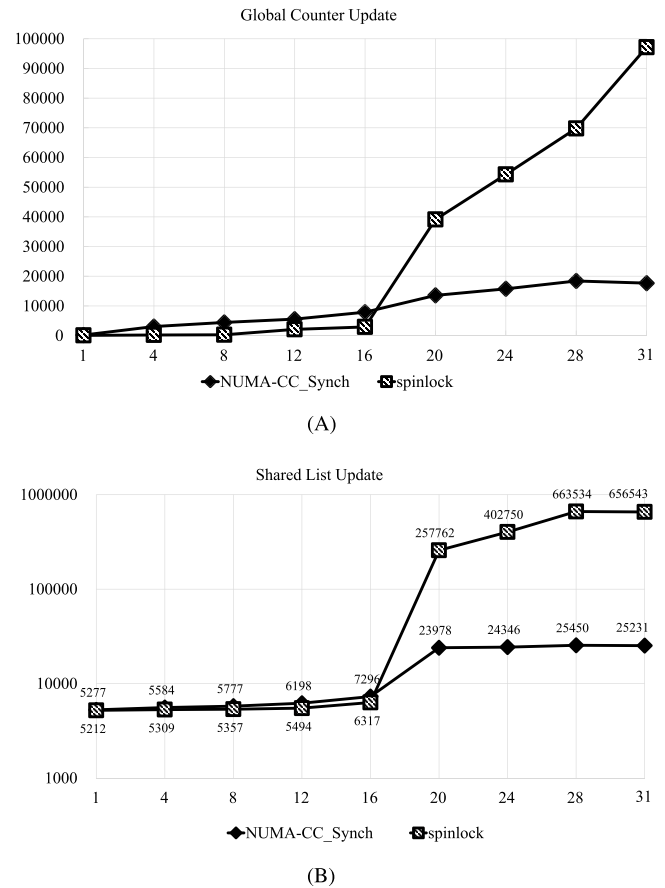 Global Counter Update
100000
90000
80000
70000
60000
50000
40000
30000
20000
10000
0
1 4 8 12 16 20 24 28 31
NUMA-CC_Synch spinlock
(A)
Shared List Update
1000000
663534 656543
402750
257762
100000
23978 24346 25450 25231
10000
5277 5584 5777 6198 7296
5212 5309 5357 5494 6317
1000
1 4 8 12 16 20 24 28 31
NUMA-CC_Synch spinlock
(B)